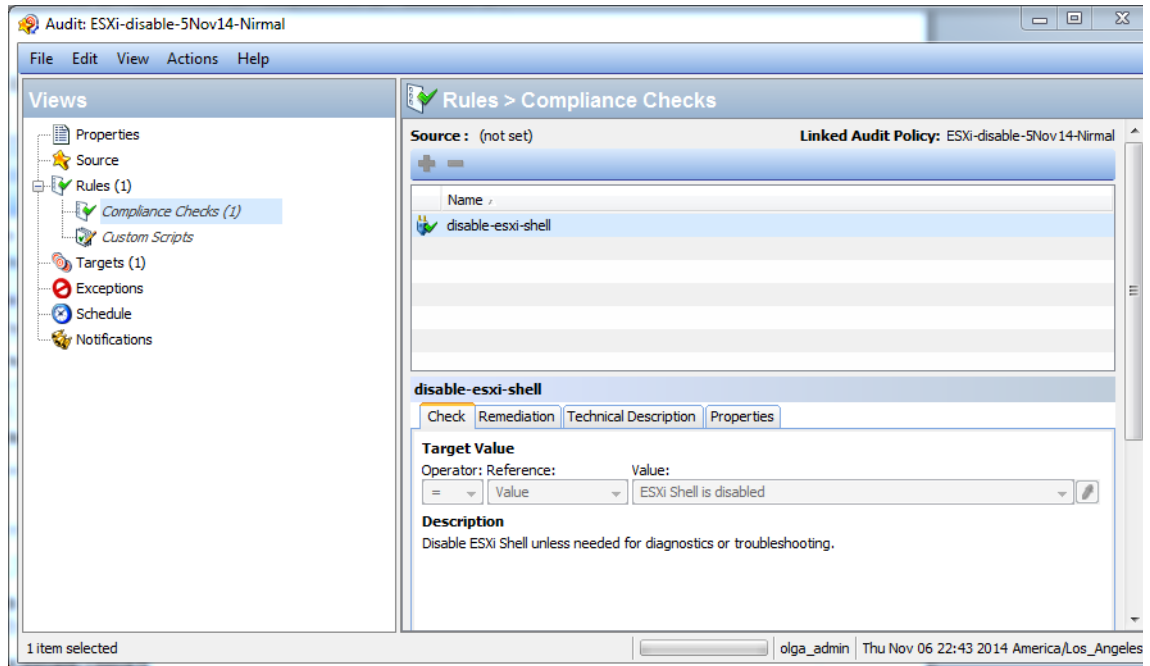 Audit: ESXi-disable-5Nov14-Nirmal
File Edit View Actions Help
Views
Properties
Source
Rules (1)
Compliance Checks (1)
Custom Scripts
Targets (1)
Exceptions
Schedule
Notifications
Rules > Compliance Checks
Source : (not set) Linked Audit Policy: ESXi-disable-5Nov14-Nirmal
Name
disable-esxi-shell
disable-esxi-shell
Check Remediation Technical Description Properties
Target Value
Operator: Reference: Value:
= Value ESXi Shell is disabled
Description
Disable ESXi Shell unless needed for diagnostics or troubleshooting.
1 item selected olga_admin Thu Nov 06 22:43 2014 America/Los_Angeles